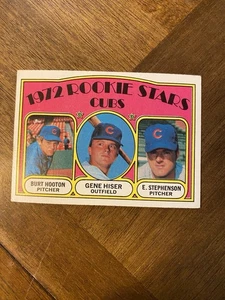 1972 ROOKIE STARS
CUBS
BURT HOOTON
PITCHER
GENE HISER
OUTFIELD
E. STEPHENSON
PITCHER